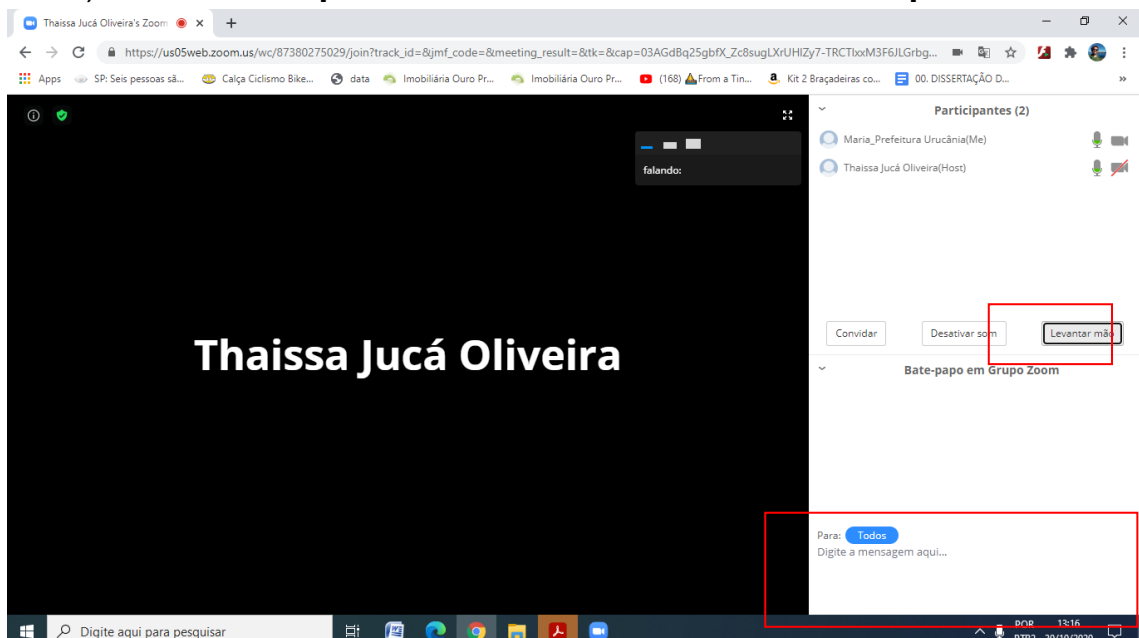 Thaissa Jucá Oliveira's Zoom
https://us05web.zoom.us/wc/87380275029/join?track_id=&jmf_code=&meeting_result=&tk=&cap=03AGdBq25gbfX_Zc8sugLXrUHIZy7-TRCTlxxM3F6JLGrbg...
Apps SP: Seis pessoas sã... Calça Ciclismo Bike... data Imobiliária Ouro Pr... Imobiliária Ouro Pr... (168) From a Tin... Kit 2 Braçadeiras co... 00. DISSERTAÇÃO D... »
Participantes (2)
Maria_Prefeitura Urucânia(Me)
falando:
Thaissa Jucá Oliveira(Host)
Convidar Desativar som Levantar mão
Thaissa Jucá Oliveira
Bate-papo em Grupo Zoom
Para: Todos
Digite a mensagem aqui...
Digite aqui para pesquisar
POR 13:16
PTB2 20/10/2020